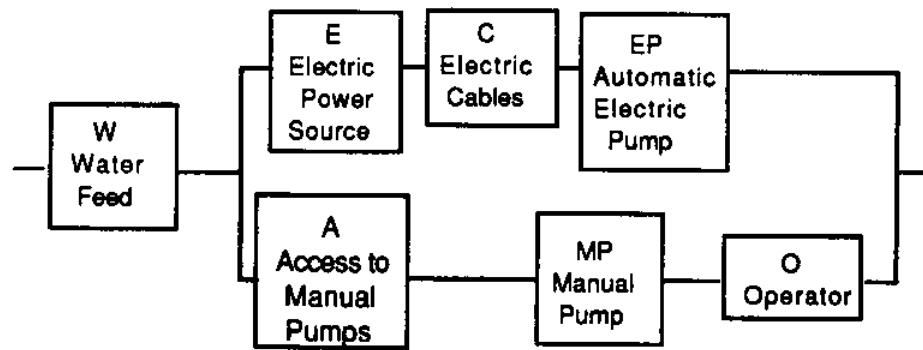 W
Water
Feed
E
Electric
Power
Source
C
Electric
Cables
EP
Automatic
Electric
Pump
A
Access to
Manual
Pumps
MP
Manual
Pump
O
Operator